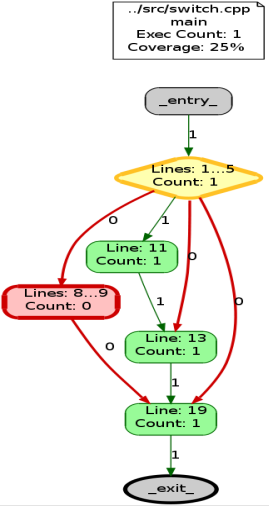 ../src/switch.cpp
main
Exec Count: 1
Coverage: 25%
_entry_
1
Lines: 1...5
Count: 1
0
1
Line: 11
Count: 1
0
Lines: 8...9
Count: 0
1
0
0
Line: 13
Count: 1
1
Line: 19
Count: 1
1
_exit_